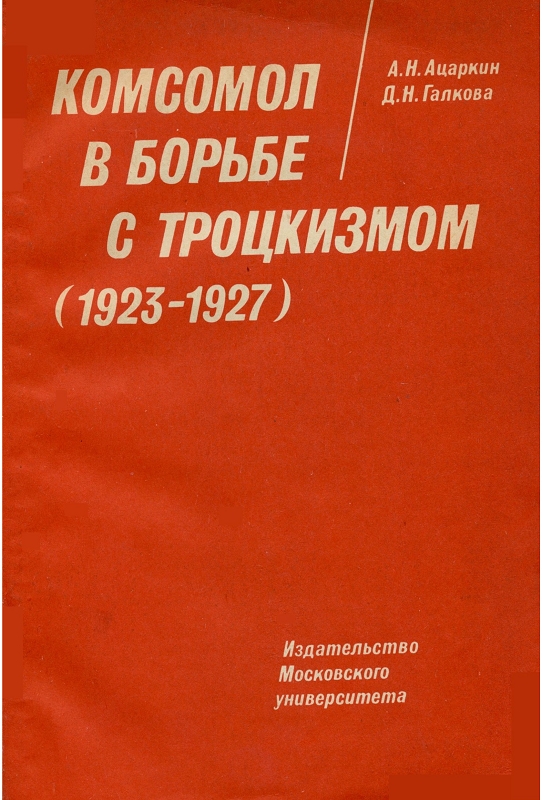 А.Н. Ацаркин
Д.Н. Галкова
КОМСОМОЛ
В БОРЬБЕ
С ТРОЦКИЗМОМ
(1923-1927)
Издательство
Московского
университета